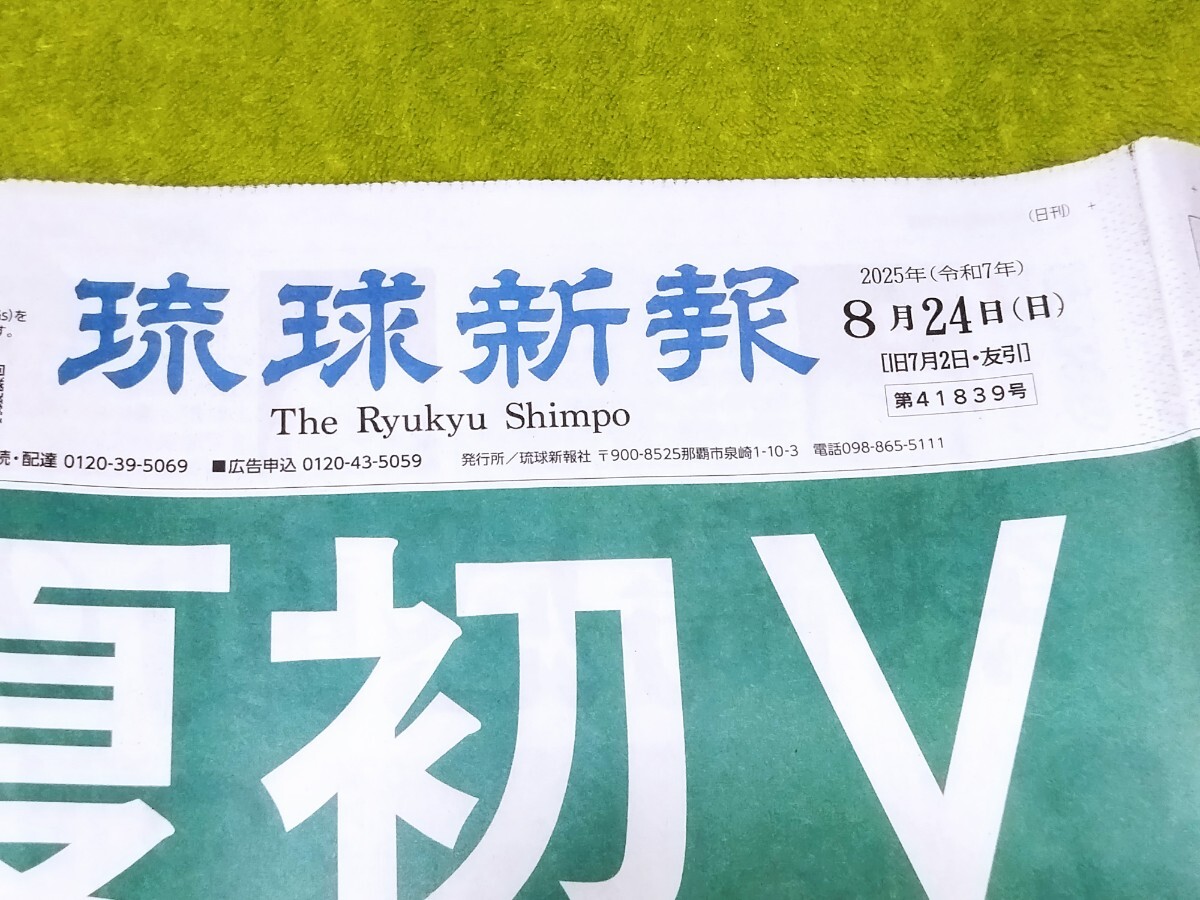 (日刊)
琉球新報
The Ryukyu Shimpo
2025年(令和7年)
8月24日(日)
[旧7月2日・友引]
第41839号
・配達 0120-39-5069 ■広告申込 0120-43-5059 発行所/琉球新報社 〒900-8525那覇市泉崎1-10-3 電話098-865-5111
夏初V